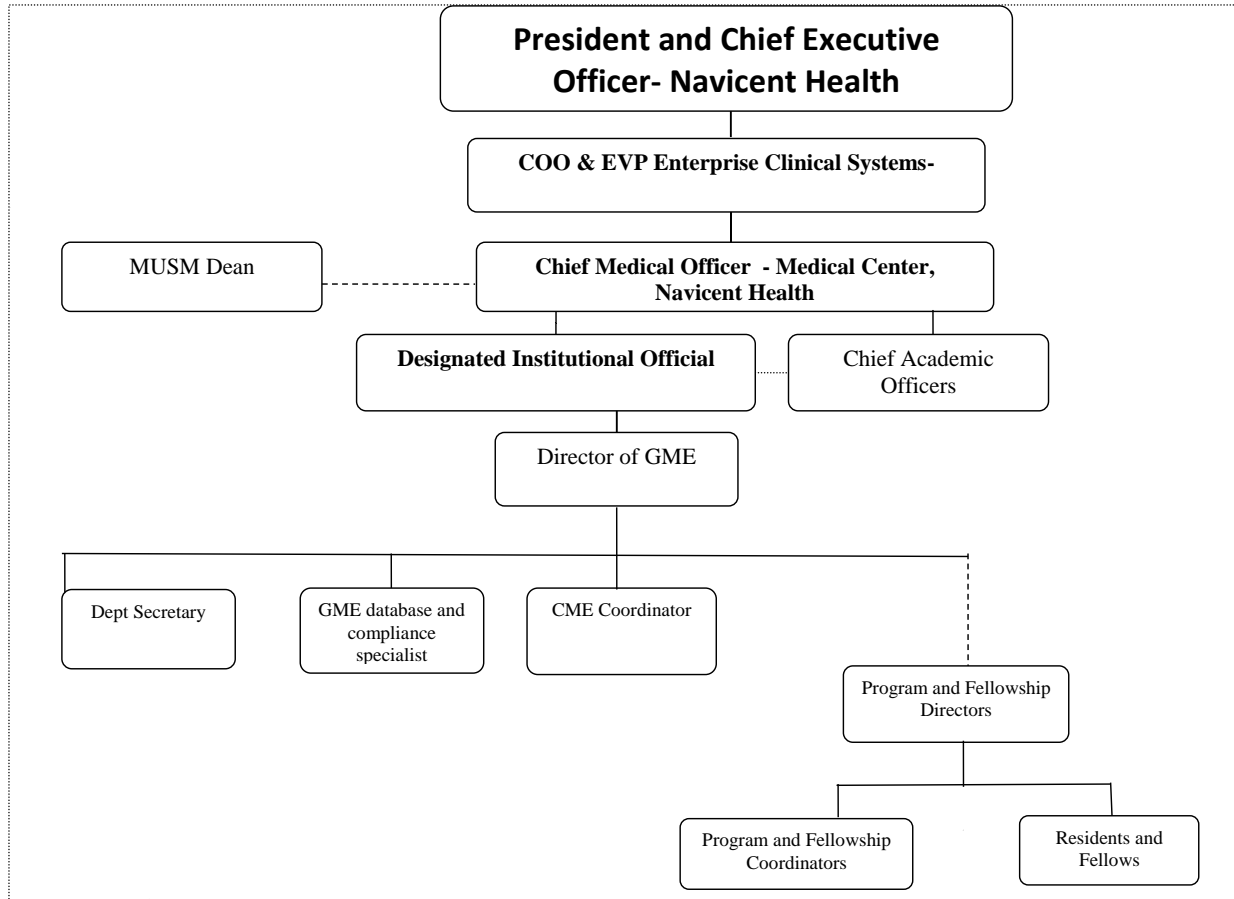 President and Chief Executive
Officer- Navicent Health
COO & EVP Enterprise Clinical Systems-
MUSM Dean
Chief Medical Officer - Medical Center,
Navicent Health
Designated Institutional Official
Chief Academic
Officers
Director of GME
Dept Secretary
GME database and
compliance
specialist
CME Coordinator
Program and Fellowship
Directors
Program and Fellowship
Coordinators
Residents and
Fellows